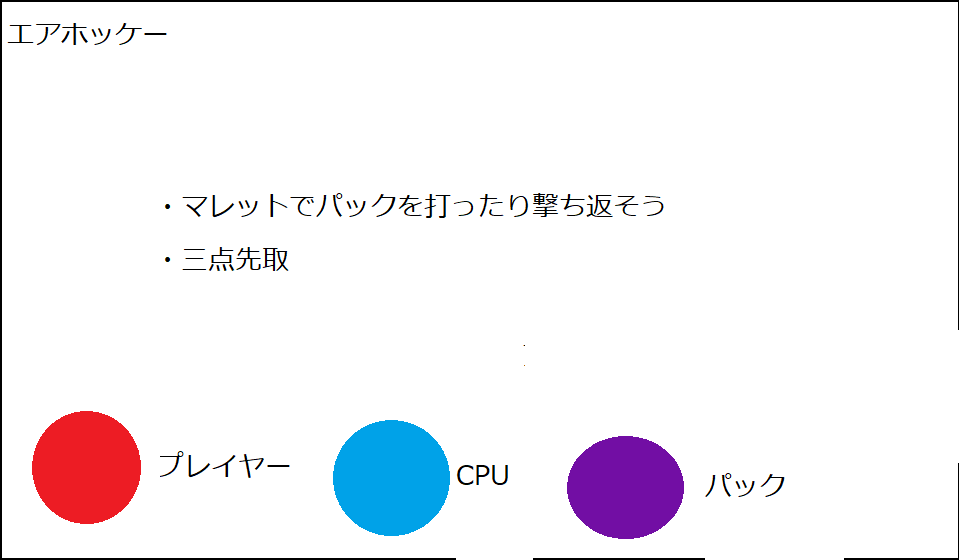 エアホッケー
・マレットでパックを打ったり撃ち返そう
・三点先取
プレイヤー
CPU
パック